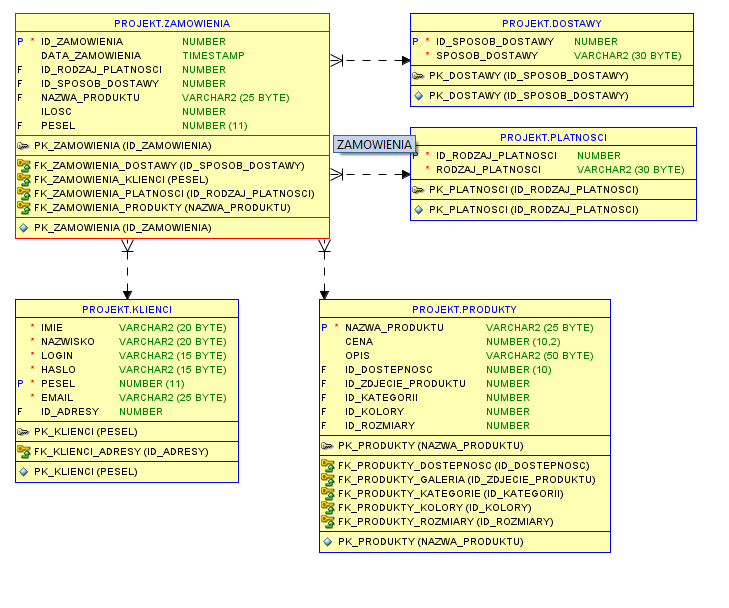 PROJEKT.ZAMOWIENIA
P * ID_ZAMOWIENIA NUMBER
DATA_ZAMOWIENIA TIMESTAMP
F ID_RODZAJ_PLATNOSCI NUMBER
F ID_SPOSOB_DOSTAWY NUMBER
F NAZWA_PRODUKTU VARCHAR2 (25 BYTE)
ILOSC NUMBER
F PESEL NUMBER (11)
PK_ZAMOWIENIA (ID_ZAMOWIENIA)
FK_ZAMOWIENIA_DOSTAWY (ID_SPOSOB_DOSTAWY)
FK_ZAMOWIENIA_KLIENCI (PESEL)
FK_ZAMOWIENIA_PLATNOSCI (ID_RODZAJ_PLATNOSCI)
FK_ZAMOWIENIA_PRODUKTY (NAZWA_PRODUKTU)
PK_ZAMOWIENIA (ID_ZAMOWIENIA)
PROJEKT.DOSTAWY
P * ID_SPOSOB_DOSTAWY NUMBER
* SPOSOB_DOSTAWY VARCHAR2 (30 BYTE)
PK_DOSTAWY (ID_SPOSOB_DOSTAWY)
PK_DOSTAWY (ID_SPOSOB_DOSTAWY)
ZAMOWIENIA
PROJEKT.PLATNOSCI
P * ID_RODZAJ_PLATNOSCI NUMBER
* RODZAJ_PLATNOSCI VARCHAR2 (30 BYTE)
PK_PLATNOSCI (ID_RODZAJ_PLATNOSCI)
PK_PLATNOSCI (ID_RODZAJ_PLATNOSCI)
PROJEKT.KLIENCI
* IMIE VARCHAR2 (20 BYTE)
* NAZWISKO VARCHAR2 (20 BYTE)
* LOGIN VARCHAR2 (15 BYTE)
* HASLO VARCHAR2 (15 BYTE)
P * PESEL NUMBER (11)
* EMAIL VARCHAR2 (25 BYTE)
F ID_ADRESY NUMBER
PK_KLIENCI (PESEL)
FK_KLIENCI_ADRESY (ID_ADRESY)
PK_KLIENCI (PESEL)
PROJEKT.PRODUKTY
P * NAZWA_PRODUKTU VARCHAR2 (25 BYTE)
CENA NUMBER (10,2)
OPIS VARCHAR2 (50 BYTE)
F ID_DOSTEPNOSC NUMBER (10)
F ID_ZDJECIE_PRODUKTU NUMBER
F ID_KATEGORII NUMBER
F ID_KOLORY NUMBER
F ID_ROZMIARY NUMBER
PK_PRODUKTY (NAZWA_PRODUKTU)
FK_PRODUKTY_DOSTEPNOSC (ID_DOSTEPNOSC)
FK_PRODUKTY_GALERIA (ID_ZDJECIE_PRODUKTU)
FK_PRODUKTY_KATEGORIE (ID_KATEGORII)
FK_PRODUKTY_KOLORY (ID_KOLORY)
FK_PRODUKTY_ROZMIARY (ID_ROZMIARY)
PK_PRODUKTY (NAZWA_PRODUKTU)